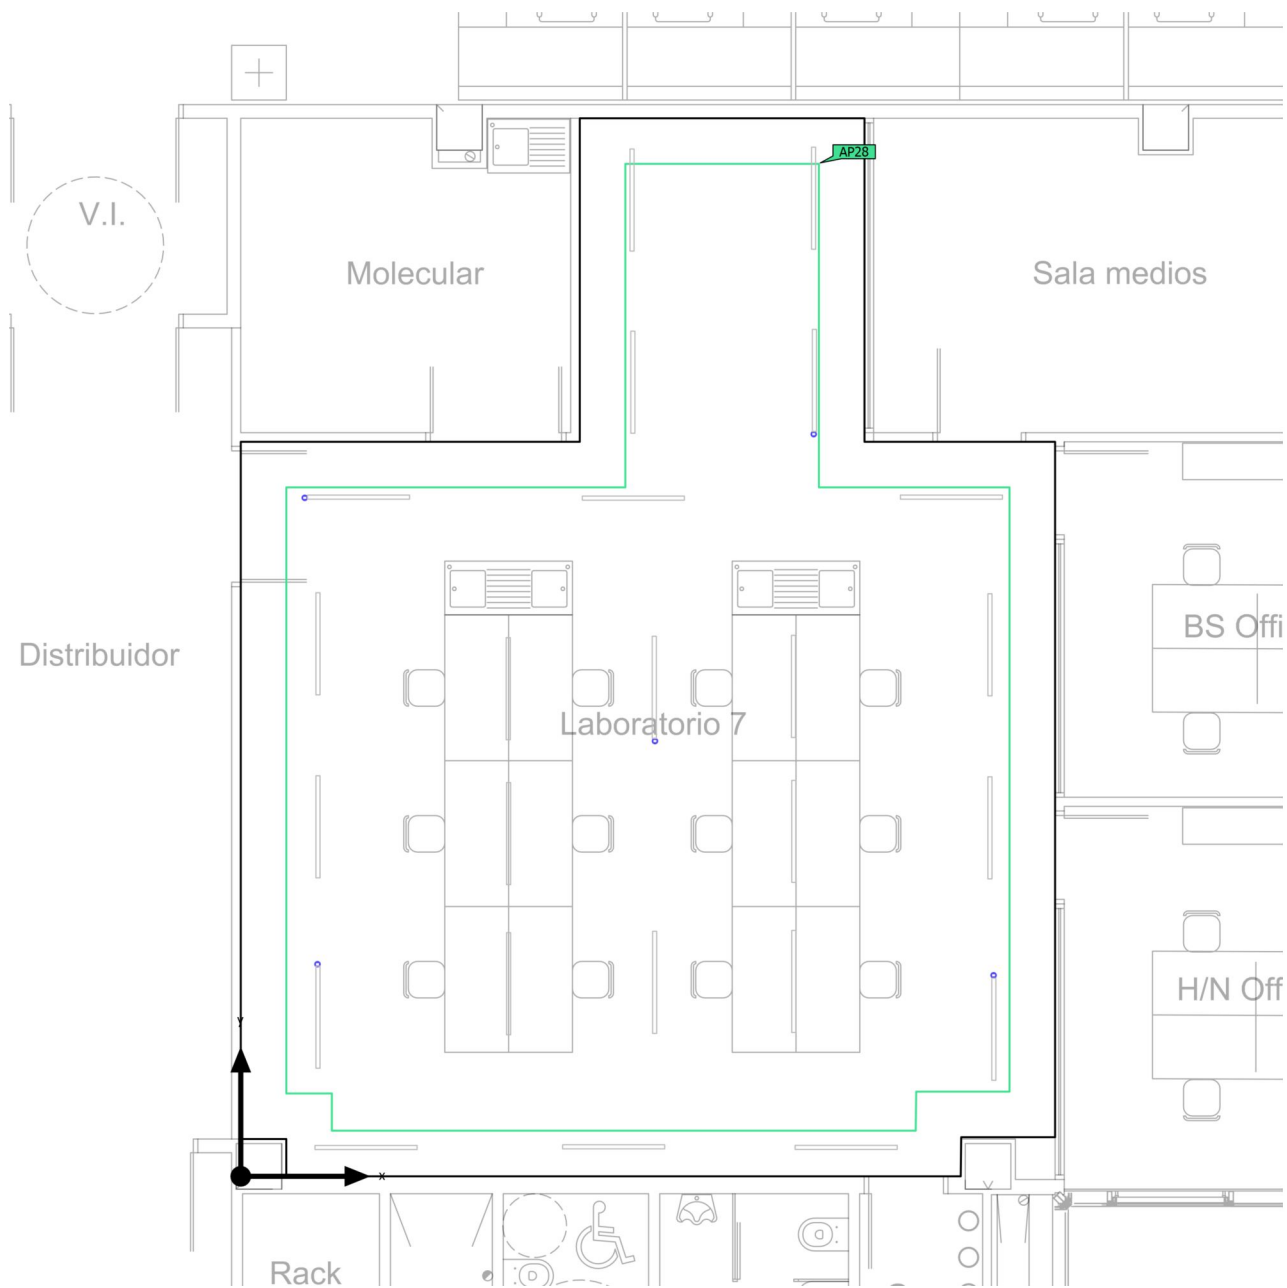 AP28
V.I.
Molecular
Sala medios
BS Offi
Distribuidor
Laboratorio 7
H/N Off
y
x
Rack